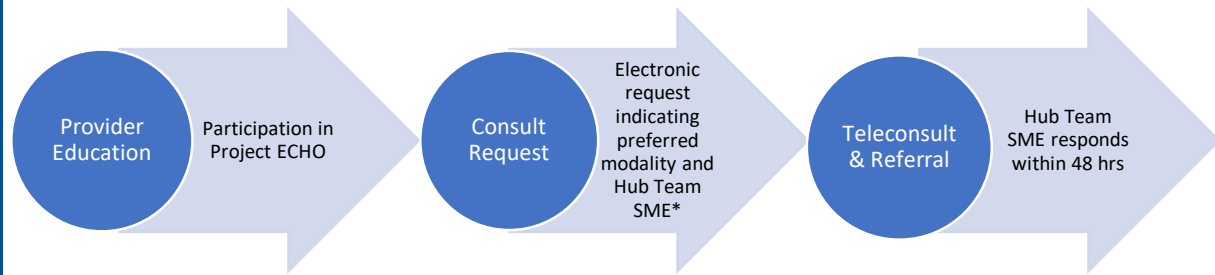 Provider
Education
Participation in
Project ECHO
Consult
Request
Electronic
request
indicating
preferred
modality and
Hub Team
SME*
Teleconsult
& Referral
Hub Team
SME responds
within 48 hrs